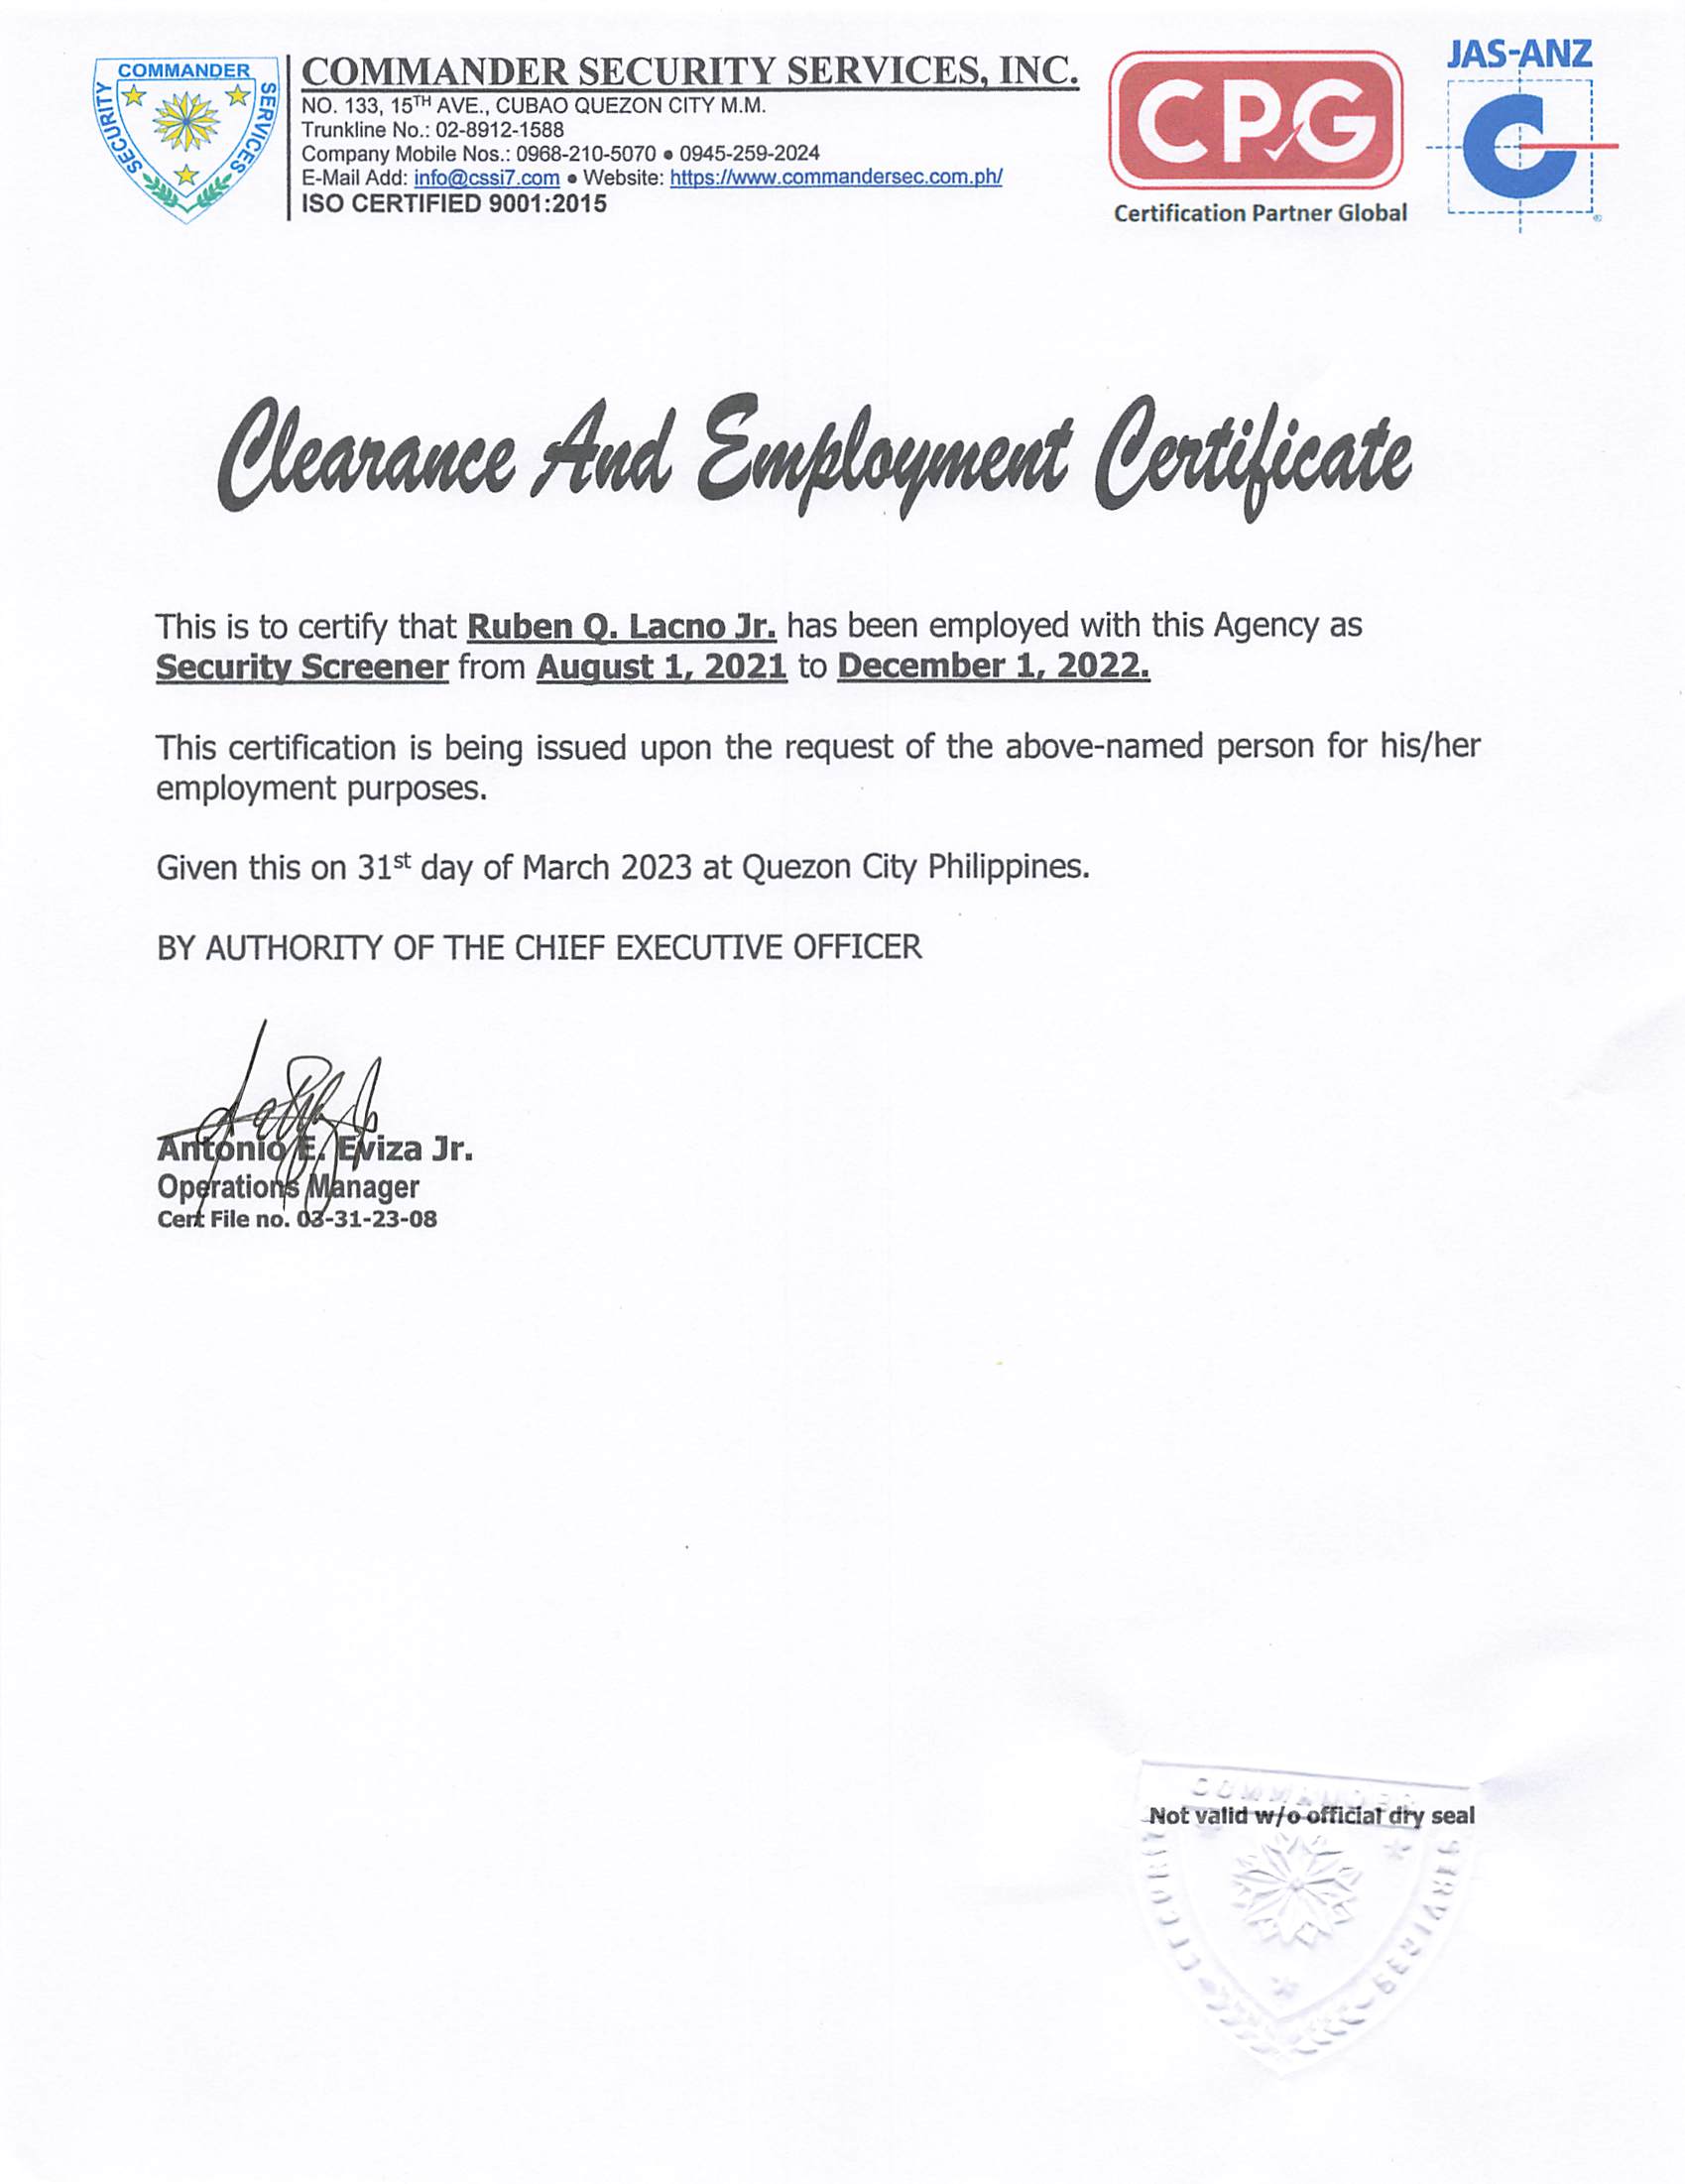 COMMANDER
SECURITY
SERVICES
COMMANDER SECURITY SERVICES, INC.
NO. 133, 15TH AVE., CUBAO QUEZON CITY M.M.
Trunkline No.: 02-8912-1588
Company Mobile Nos.: 0968-210-5070 ● 0945-259-2024
E-Mail Add: info@cssi7.com ● Website: https://www.commandersec.com.ph/
ISO CERTIFIED 9001:2015
CPG
Certification Partner Global
JAS-ANZ
®
Clearance And Employment Certificate
This is to certify that Ruben Q. Lacno Jr. has been employed with this Agency as
Security Screener from August 1, 2021 to December 1, 2022.
This certification is being issued upon the request of the above-named person for his/her
employment purposes.
Given this on 31st day of March 2023 at Quezon City Philippines.
BY AUTHORITY OF THE CHIEF EXECUTIVE OFFICER
Antonio E. Eviza Jr.
Operations Manager
Cert File no. 03-31-23-08
COMMANDER
Not valid w/o official dry seal
SECURITY
SERVICES